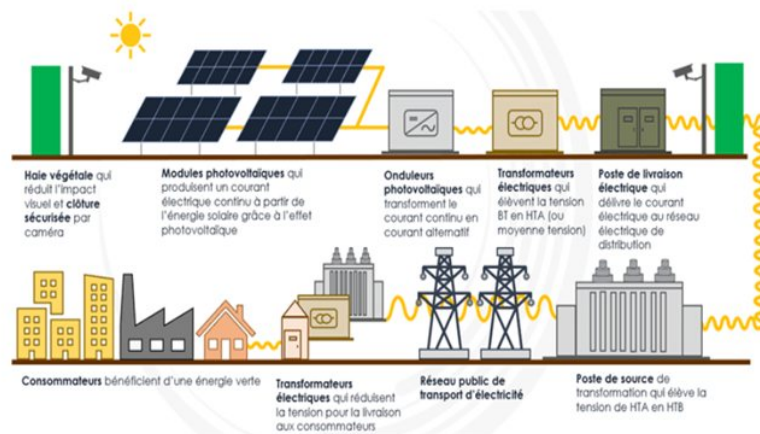 Haie végétale qui
réduit l'impact
visuel et clôture
sécurisée par
caméra
Modules photovoltaïques qui
produisent un courant
électrique continu à partir de
l'énergie solaire grâce à l'effet
photovoltaïque
Onduleurs
photovoltaïques qui
transforment le
courant continu en
courant alternatif
Transformateurs
électriques qui
élèvent la tension
BT en HTA (ou
moyenne tension)
Poste de livraison
électrique qui
délivre le courant
électrique au réseau
électrique de
distribution
Consommateurs bénéficient d'une énergie verte
Transformateurs
électriques qui réduisent
la tension pour la livraison
aux consommateurs
Réseau public de
transport d'électricité
Poste de source de
transformation qui élève la
tension de HTA en HTB